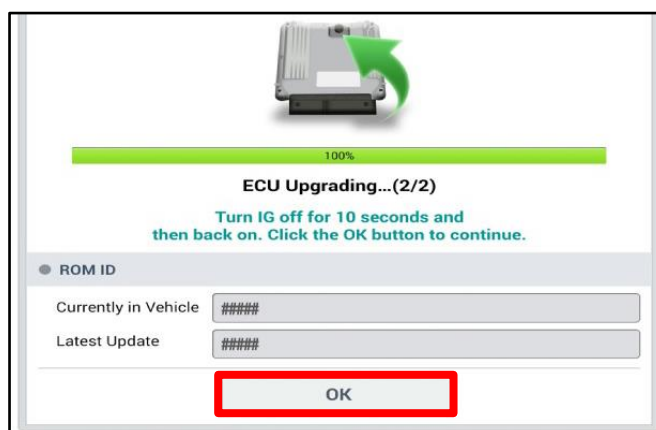 100%
ECU Upgrading...(2/2)
Turn IG off for 10 seconds and
then back on. Click the OK button to continue.
ROM ID
Currently in Vehicle #####
Latest Update #####
OK